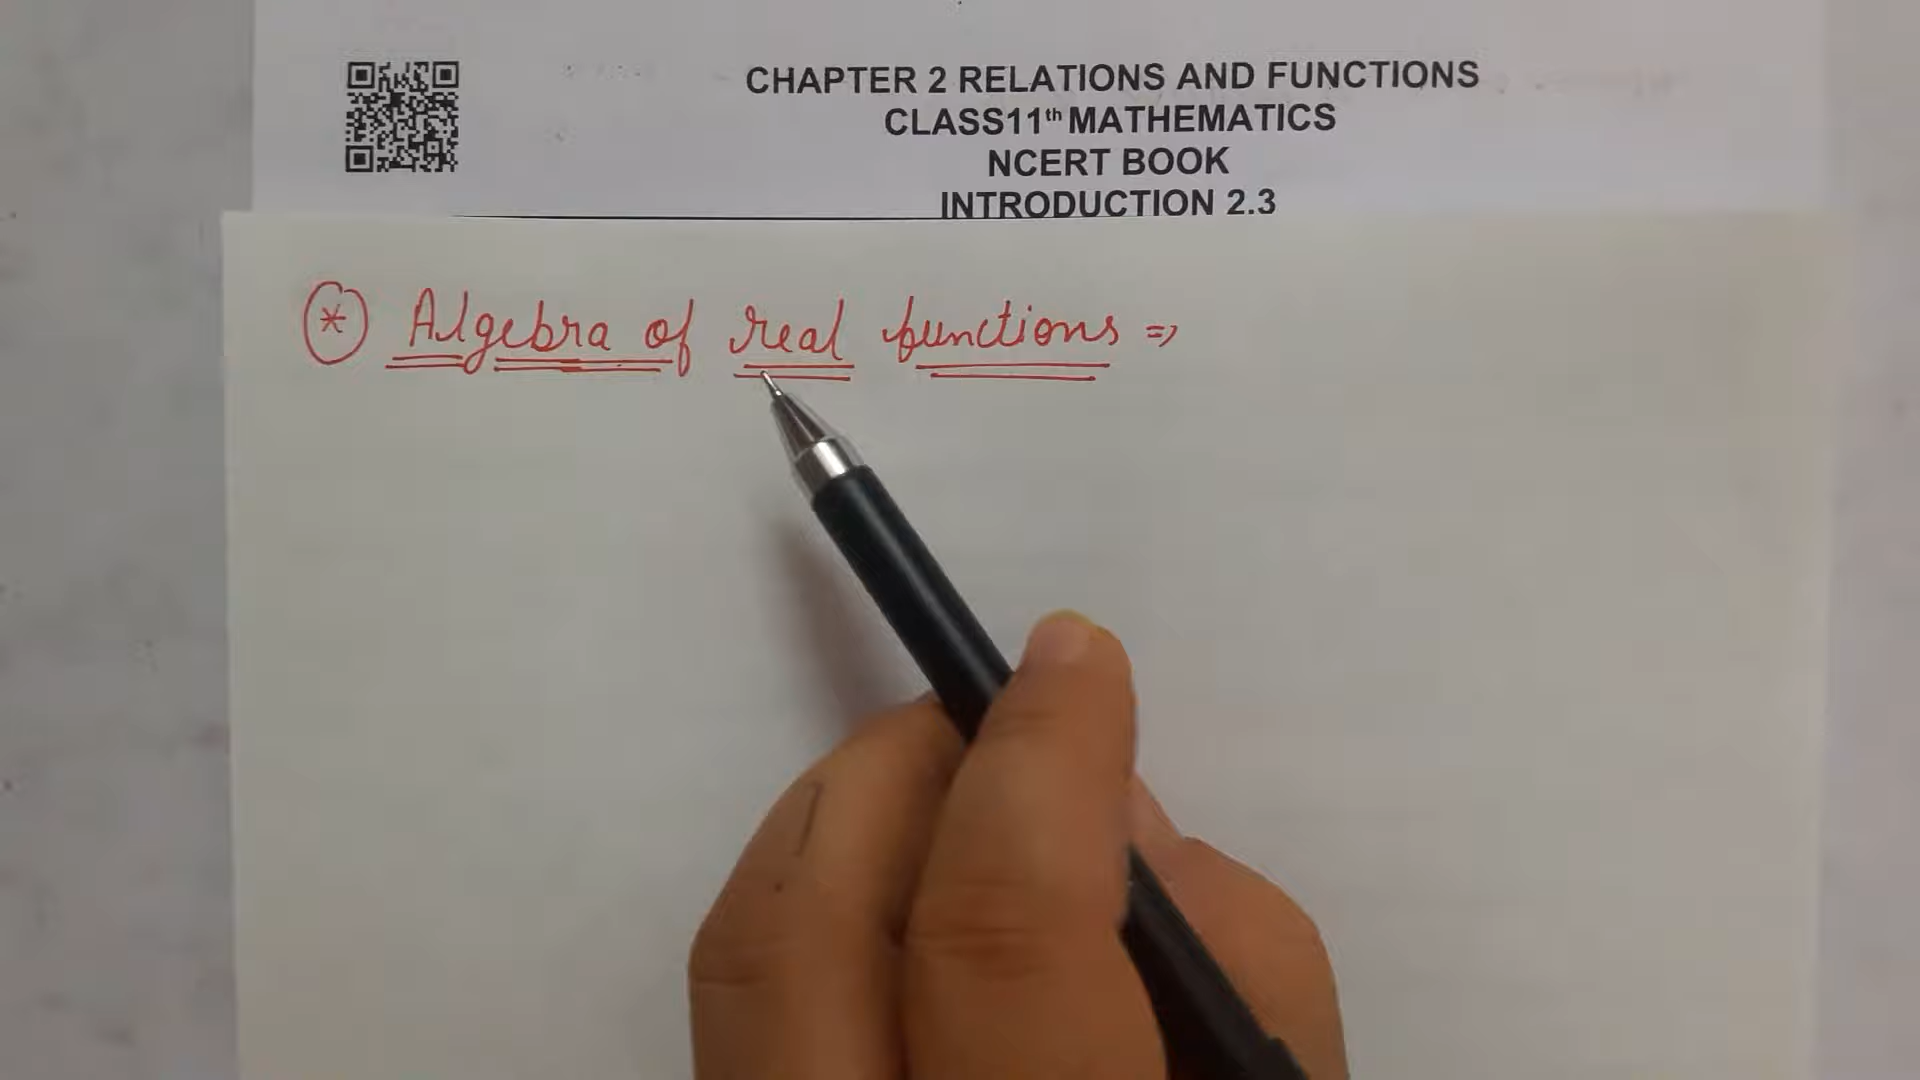 CHAPTER 2 RELATIONS AND FUNCTIONS
CLASS11th MATHEMATICS
NCERT BOOK
INTRODUCTION 2.3
* Algebra of real functions =>